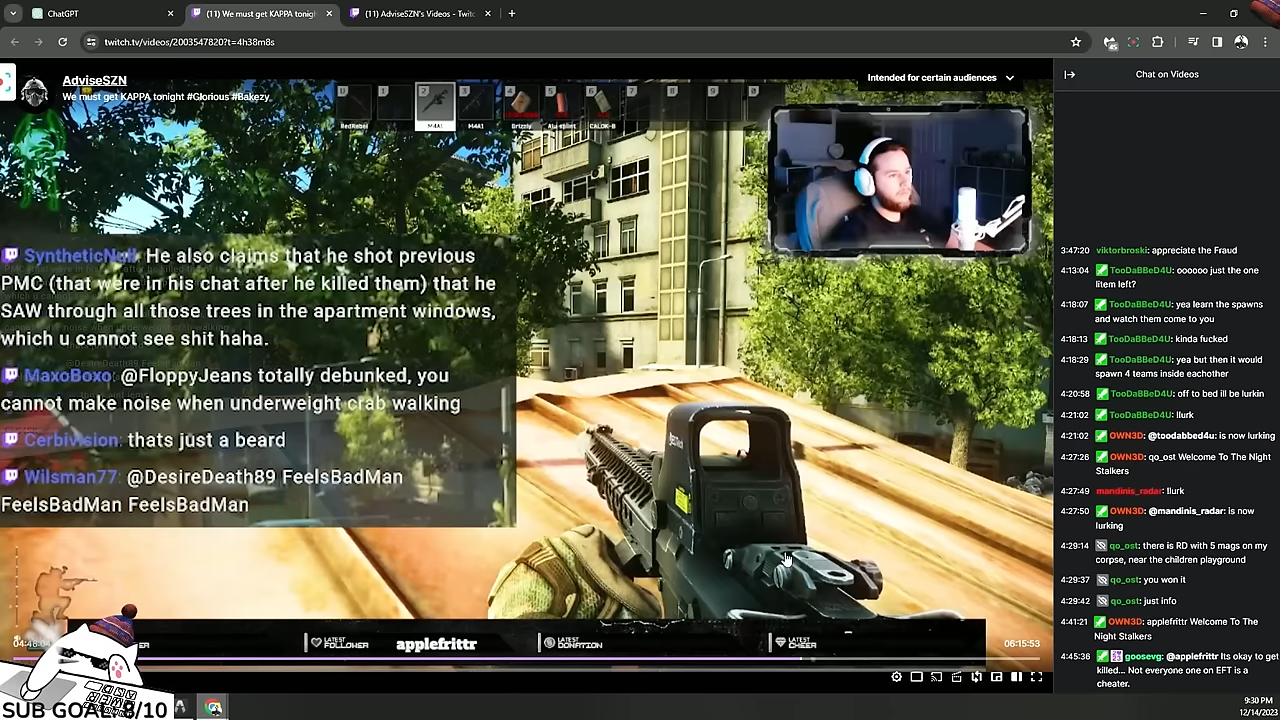 ChatGPT
(11) We must get KAPPA tonigh
(11) AdviseSZN's Videos - Twitc
twitch.tv/videos/2003547820?t=4h38m8s
AdviseSZN
We must get KAPPA tonight #Glorious #Bakezy
Intended for certain audiences
Chat on Videos
RedRebel
M4A1
M4A1
Grizzly
Alu splint
CALOK-B
SyntheticNull: He also claims that he shot previous
PMC (that were in his chat after he killed them) that he
SAW through all those trees in the apartment windows,
which u cannot see shit haha.
MaxoBoxo: @FloppyJeans totally debunked, you
cannot make noise when underweight crab walking
Cerbivision: thats just a beard
Wilsman77: @DesireDeath89 FeelsBadMan
FeelsBadMan FeelsBadMan
3:47:20 viktorbroski: appreciate the Fraud
4:13:04 TooDaBBeD4U: oooooo just the one
litem left?
4:18:07 TooDaBBeD4U: yea learn the spawns
and watch them come to you
4:18:13 TooDaBBeD4U: kinda fucked
4:18:29 TooDaBBeD4U: yea but then it would
spawn 4 teams inside eachother
4:20:58 TooDaBBeD4U: off to bed ill be lurkin
4:21:02 TooDaBBeD4U: !lurk
4:21:02 OWN3D: @toodabbed4u: is now lurking
4:27:26 OWN3D: qo_ost Welcome To The Night
Stalkers
4:27:49 mandinis_radar: !lurk
4:27:50 OWN3D: @mandinis_radar: is now
lurking
4:29:14 qo_ost: there is RD with 5 mags on my
corpse, near the children playground
4:29:37 qo_ost: you won it
4:29:42 qo_ost: just info
4:41:21 OWN3D: applefrittr Welcome To The
Night Stalkers
4:45:36 goosevg: @applefrittr Its okay to get
killed... Not everyone one on EFT is a
cheater.
04:48:04
LATEST
FOLLOWER
applefrittr
LATEST
DONATION
LATEST
CHEER
06:15:53
SUB GOAL: 8/10
9:30 PM
12/14/2023